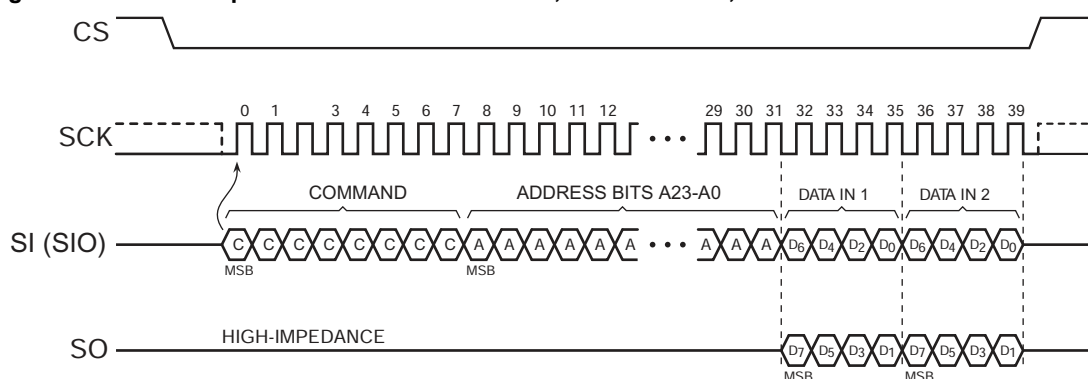 CS
0 1 3 4 5 6 7 8 9 10 11 12 29 30 31 32 33 34 35 36 37 38 39
SCK
COMMAND ADDRESS BITS A23-A0 DATA IN 1 DATA IN 2
SI (SIO) C C C C C C C C A A A A A A A A A D6 D4 D2 D0 D6 D4 D2 D0
MSB MSB
HIGH-IMPEDANCE
SO D7 D5 D3 D1 D7 D5 D3 D1
MSB MSB